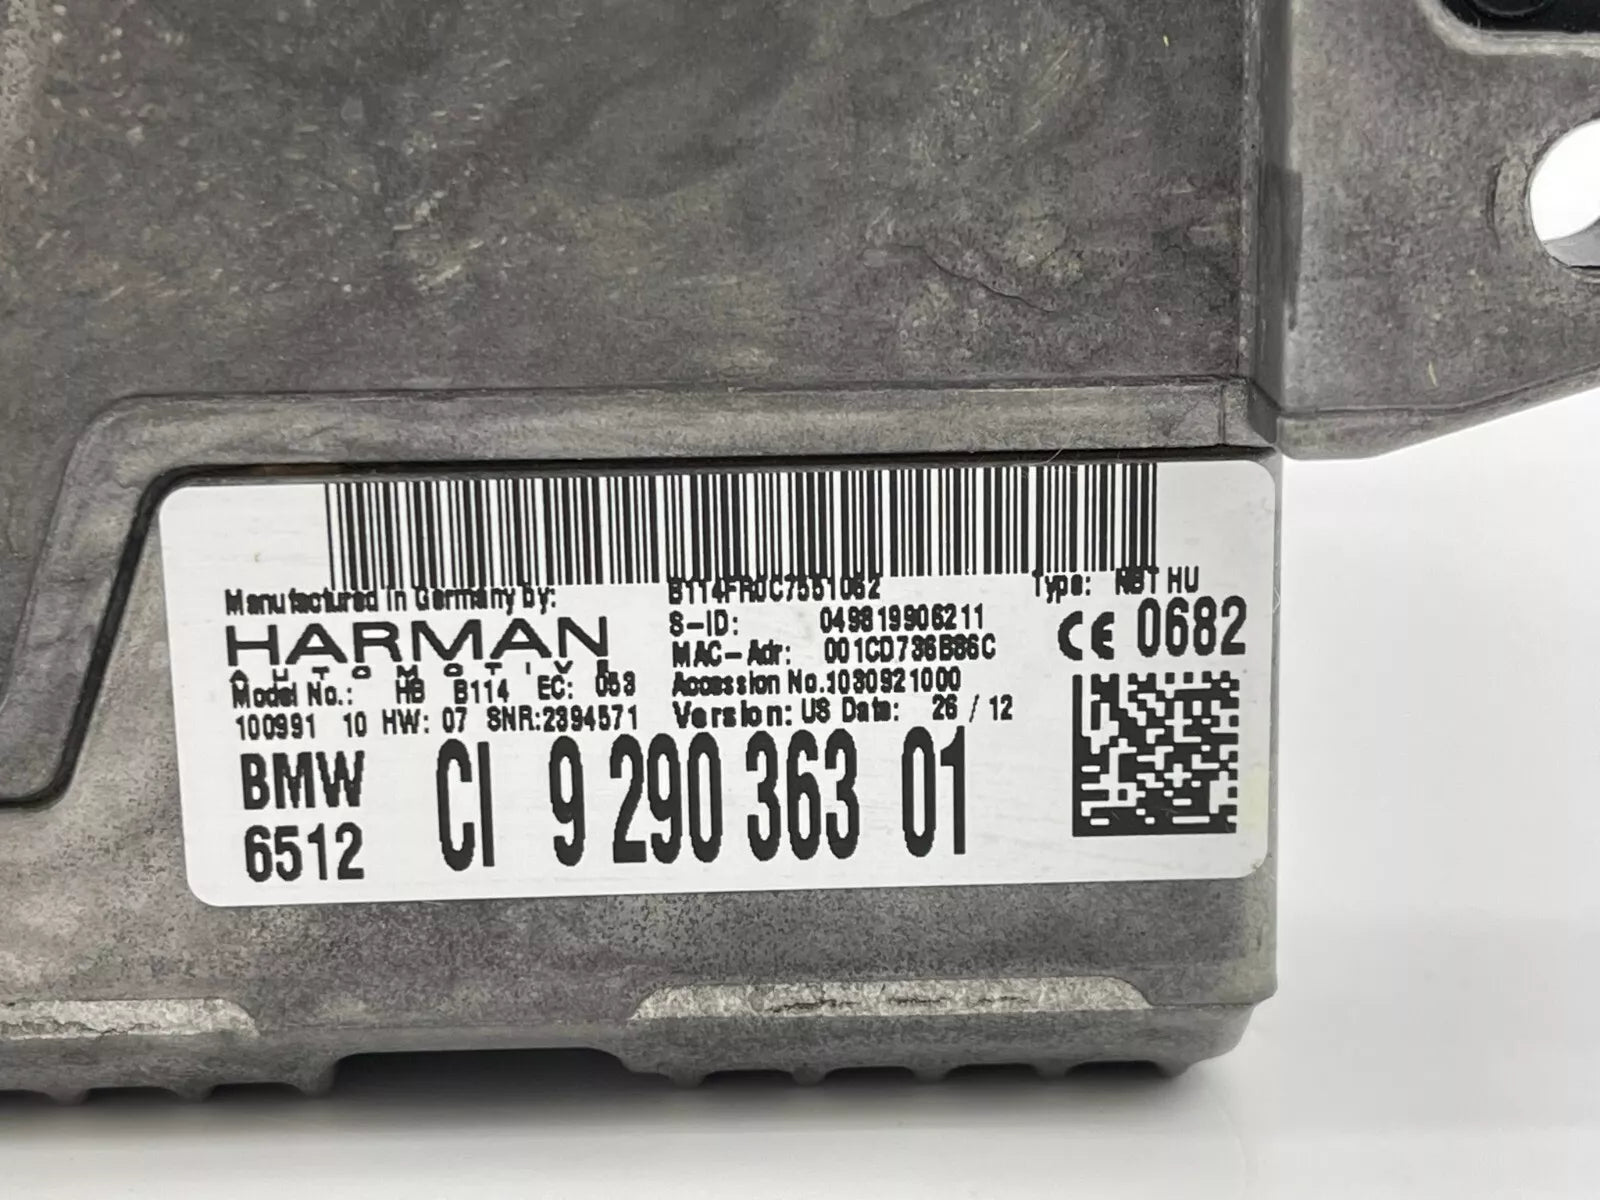 Manufactured in Germany by:
HARMAN
AUTOMOTIVE
Model No.: HB B114 EC: 053
100991 10 HW: 07 SNR:2394571
B114FR0C7551062
S-ID: 049819906211
MAC-Adr: 001CD736B86C
Accession No.:1030921000
Version: US Date: 26 / 12
Type: NBT HU
CE 0682
BMW
6512
CI 9 290 363 01